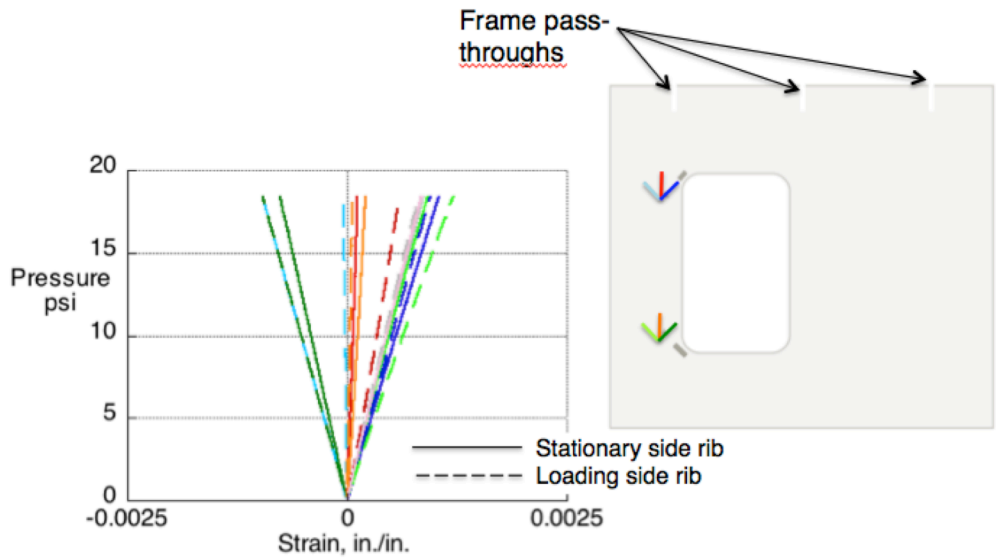 Frame pass-
throughs
20
15
Pressure
psi
10
5
0
-0.0025
0
0.0025
Strain, in./in.
Stationary side rib
Loading side rib